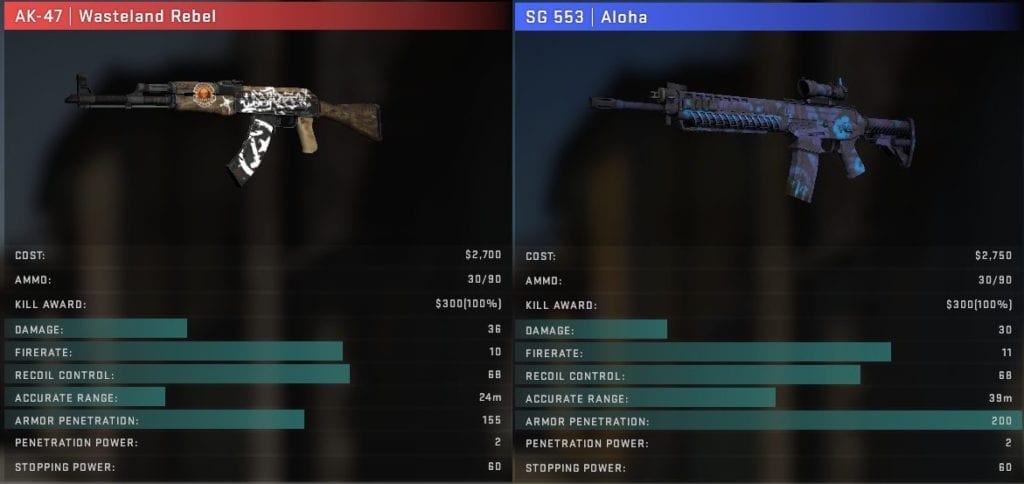 AK-47 | Wasteland Rebel
COST: $2,700
AMMO: 30/90
KILL AWARD: $300(100%)
DAMAGE: 36
FIRERATE: 10
RECOIL CONTROL: 68
ACCURATE RANGE: 24m
ARMOR PENETRATION: 155
PENETRATION POWER: 2
STOPPING POWER: 60
SG 553 | Aloha
COST: $2,750
AMMO: 30/90
KILL AWARD: $300(100%)
DAMAGE: 30
FIRERATE: 11
RECOIL CONTROL: 68
ACCURATE RANGE: 39m
ARMOR PENETRATION: 200
PENETRATION POWER: 2
STOPPING POWER: 60